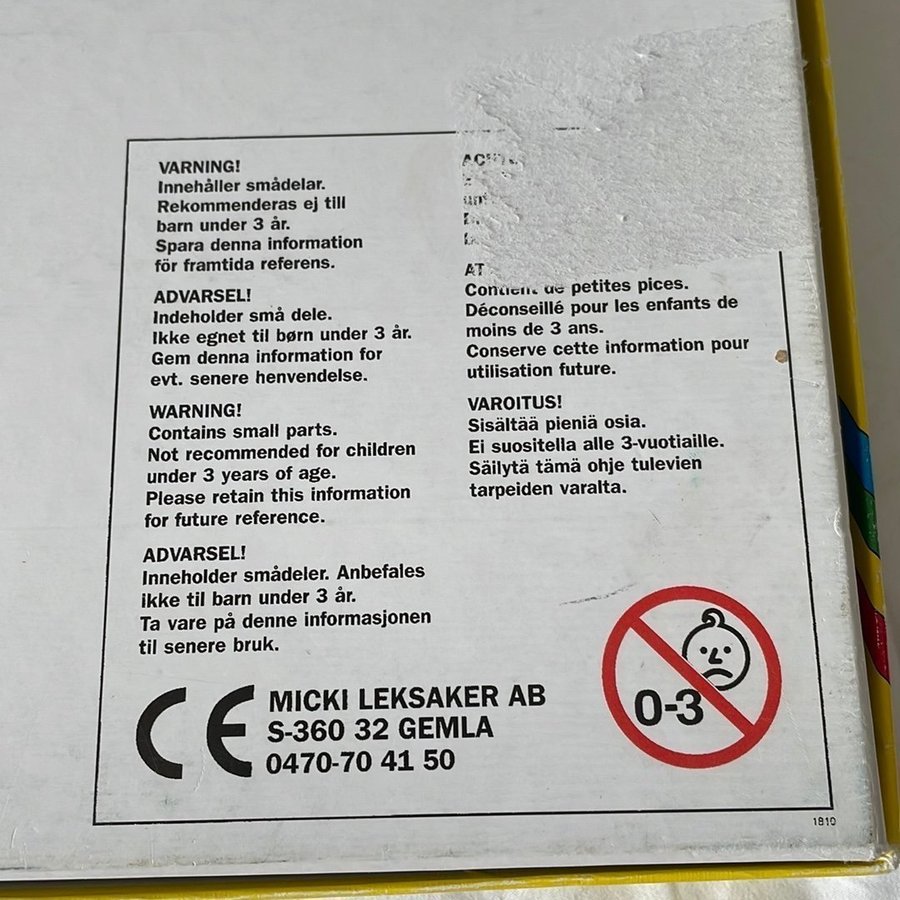 VARNING!
Innehåller smådelar.
Rekommenderas ej till
barn under 3 år.
Spara denna information
för framtida referens.
ADVARSEL!
Indeholder små dele.
Ikke egnet til børn under 3 år.
Gem denna information for
evt. senere henvendelse.
WARNING!
Contains small parts.
Not recommended for children
under 3 years of age.
Please retain this information
for future reference.
ADVARSEL!
Inneholder smådeler. Anbefales
ikke til barn under 3 år.
Ta vare på denne informasjonen
til senere bruk.
Contient de petites pices.
Déconseillé pour les enfants de
moins de 3 ans.
Conserve cette information pour
utilisation future.
VAROITUS!
Sisältää pieniä osia.
Ei suositella alle 3-vuotiaille.
Säilytä tämä ohje tulevien
tarpeiden varalta.
CE
MICKI LEKSAKER AB
S-360 32 GEMLA
0470-70 41 50
0-3
1810